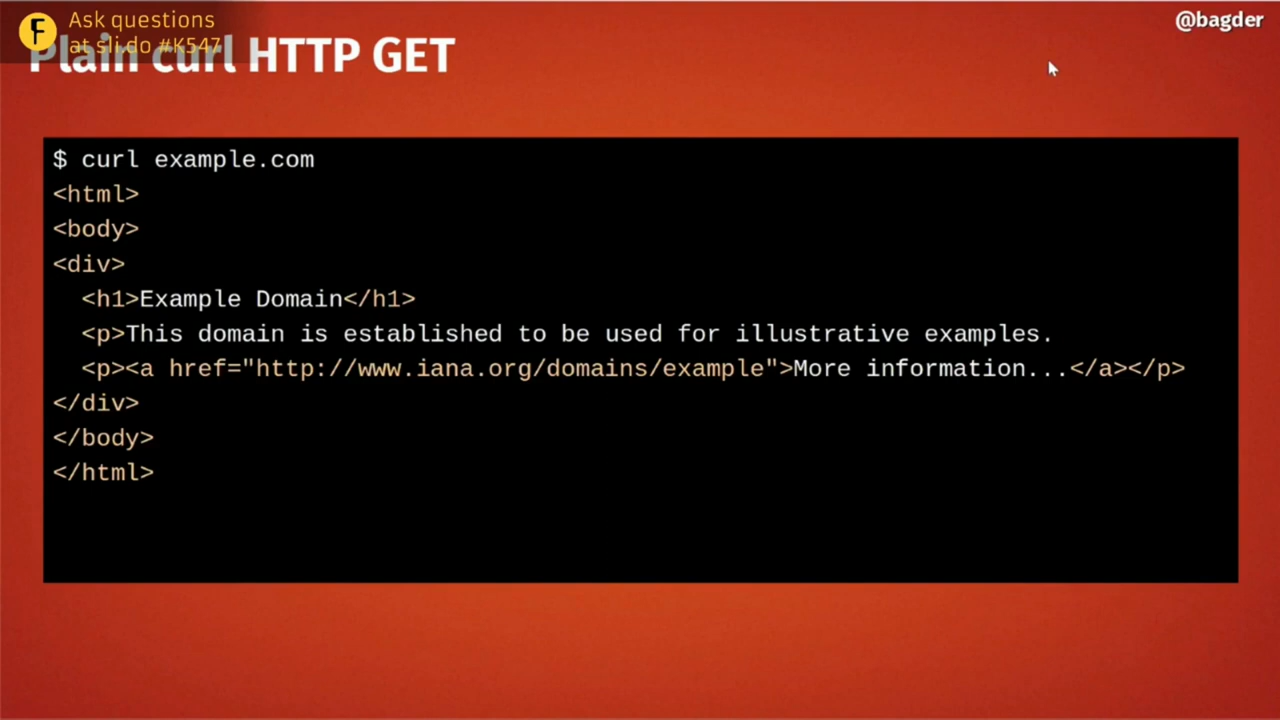 Ask questions
at sli.do #K547
@bagder
Plain curl HTTP GET
$ curl example.com
<html>
<body>
<div>
  <h1>Example Domain</h1>
  <p>This domain is established to be used for illustrative examples.
  <p><a href="http://www.iana.org/domains/example">More information...</a></p>
</div>
</body>
</html>